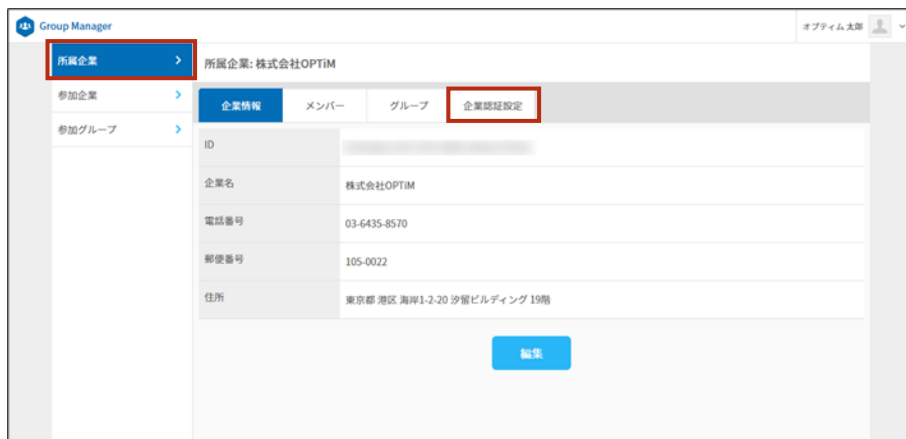 Group Manager
オプティム 太郎
所属企業
参加企業
参加グループ
所属企業: 株式会社OPTiM
企業情報 メンバー グループ 企業認証設定
ID
企業名 株式会社OPTiM
電話番号 03-6435-8570
郵便番号 105-0022
住所 東京都 港区 海岸1-2-20 汐留ビルディング 19階
編集